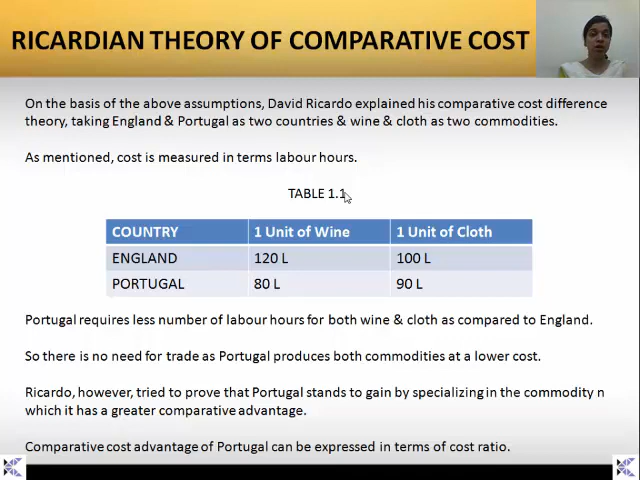 RICARDIAN THEORY OF COMPARATIVE COST
On the basis of the above assumptions, David Ricardo explained his comparative cost difference
theory, taking England & Portugal as two countries & wine & cloth as two commodities.
As mentioned, cost is measured in terms labour hours.
TABLE 1.1
COUNTRY 1 Unit of Wine 1 Unit of Cloth
ENGLAND 120 L 100 L
PORTUGAL 80 L 90 L
Portugal requires less number of labour hours for both wine & cloth as compared to England.
So there is no need for trade as Portugal produces both commodities at a lower cost.
Ricardo, however, tried to prove that Portugal stands to gain by specializing in the commodity n
which it has a greater comparative advantage.
Comparative cost advantage of Portugal can be expressed in terms of cost ratio.